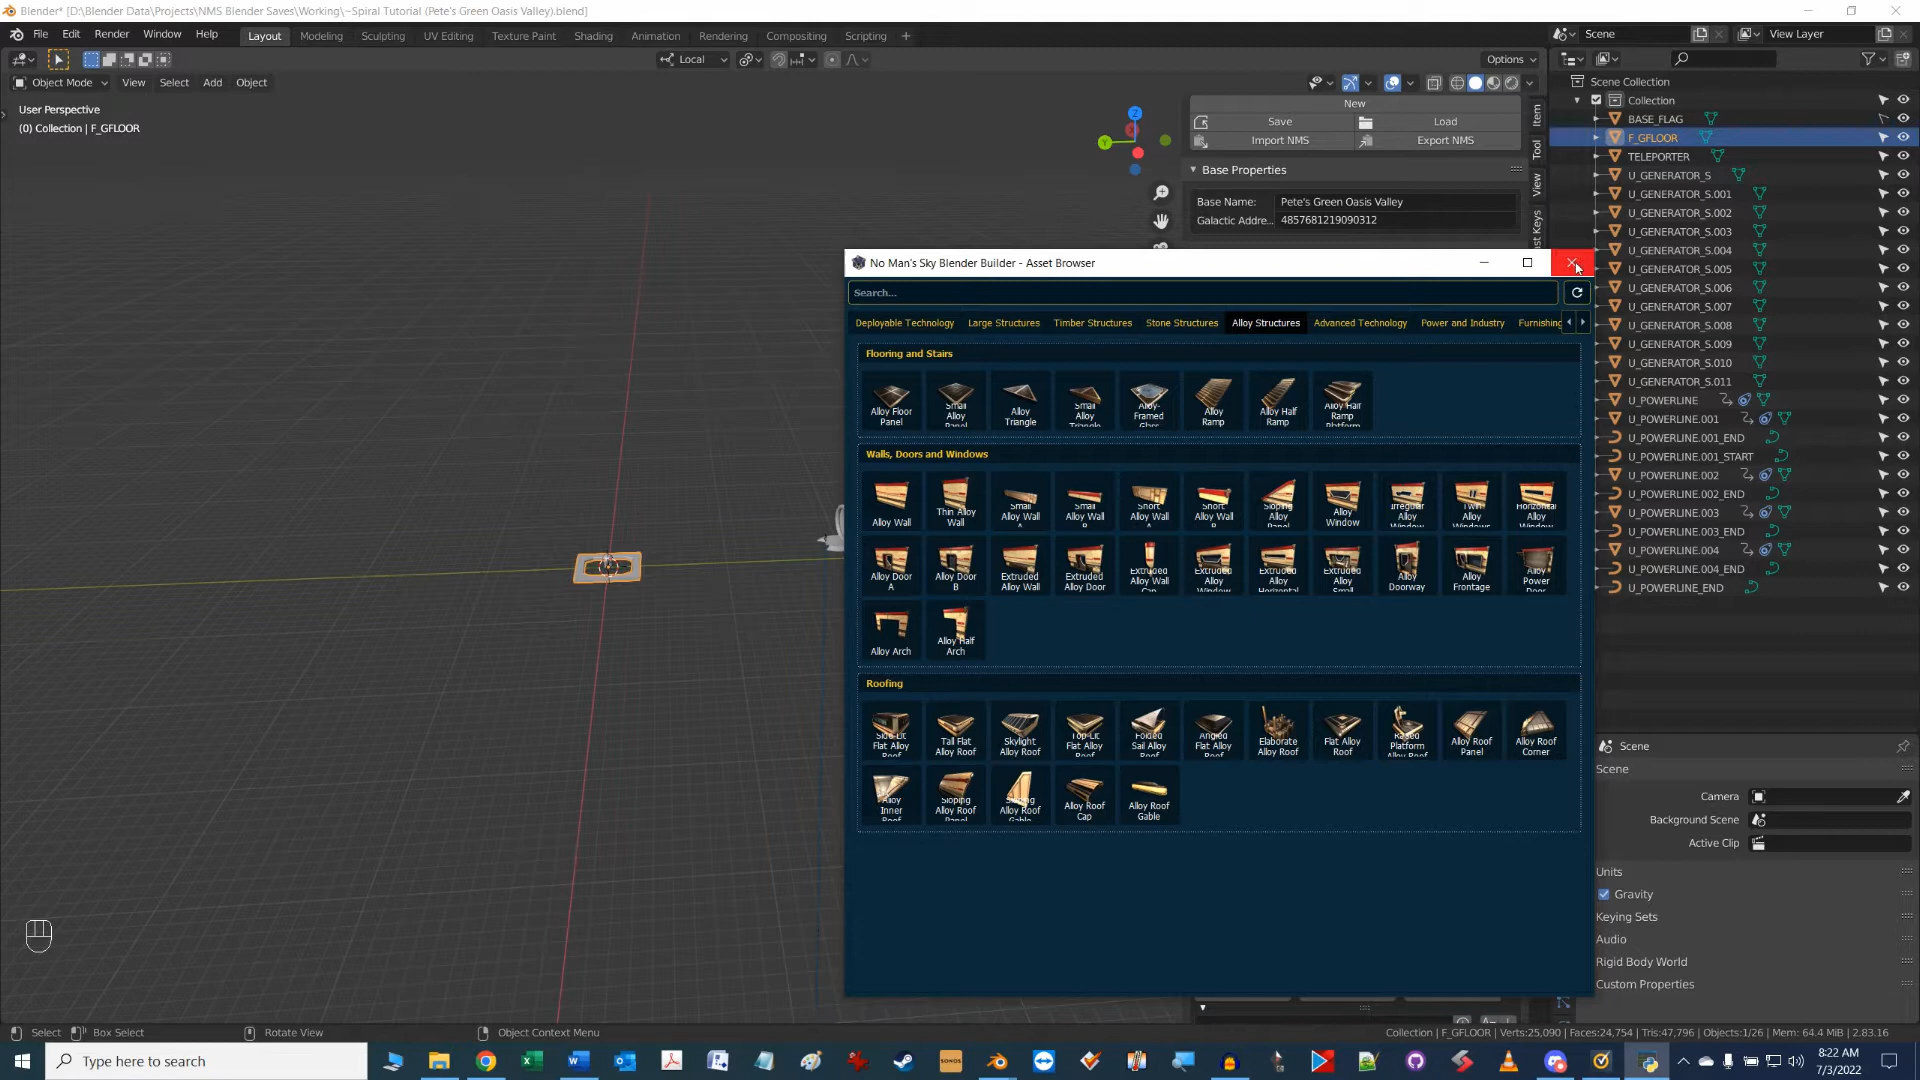 Blender* [D:\Blender Data\Projects\NMS Blender Saves\Working\~Spiral Tutorial (Pete's Green Oasis Valley).blend]
File Edit Render Window Help Layout Modeling Sculpting UV Editing Texture Paint Shading Animation Rendering Compositing Scripting + Scene View Layer
Local Options
Object Mode View Select Add Object
User Perspective
(0) Collection | F_GFLOOR
New
Save Load
Import NMS Export NMS
Base Properties
Base Name: Pete's Green Oasis Valley
Galactic Addre... 4857681219090312
Item
Tool
View
Scene Collection
Collection
BASE_FLAG
F_GFLOOR
TELEPORTER
U_GENERATOR_S
U_GENERATOR_S.001
U_GENERATOR_S.002
U_GENERATOR_S.003
U_GENERATOR_S.004
U_GENERATOR_S.005
U_GENERATOR_S.006
U_GENERATOR_S.007
U_GENERATOR_S.008
U_GENERATOR_S.009
U_GENERATOR_S.010
U_GENERATOR_S.011
U_POWERLINE
U_POWERLINE.001
U_POWERLINE.001_END
U_POWERLINE.001_START
U_POWERLINE.002
U_POWERLINE.002_END
U_POWERLINE.003
U_POWERLINE.003_END
U_POWERLINE.004
U_POWERLINE.004_END
U_POWERLINE_END
No Man's Sky Blender Builder - Asset Browser
Search...
Deployable Technology Large Structures Timber Structures Stone Structures Alloy Structures Advanced Technology Power and Industry Furnishing
Flooring and Stairs
Alloy Floor Panel
Small Alloy Panel
Alloy Triangle
Small Alloy Triangle
Alloy-Framed Glass
Alloy Ramp
Alloy Half Ramp
Alloy Half Ramp Platform
Walls, Doors and Windows
Alloy Wall
Thin Alloy Wall
Small Alloy Wall A
Small Alloy Wall B
Short Alloy Wall A
Short Alloy Wall B
Sloping Alloy Panel
Alloy Window
Irregular Alloy Window
Twin Alloy Windows
Horizontal Alloy Window
Alloy Door A
Alloy Door B
Extruded Alloy Wall
Extruded Alloy Door
Extruded Alloy Wall Cap
Extruded Alloy Window
Extruded Alloy Horizontal
Extruded Alloy Small
Alloy Doorway
Alloy Frontage
Alloy Power Door
Alloy Arch
Alloy Half Arch
Roofing
Side-Lit Flat Alloy Roof
Tall Flat Alloy Roof
Skylight Alloy Roof
Top-Lit Flat Alloy Roof
Folded Sail Alloy Roof
Angled Flat Alloy Roof
Elaborate Alloy Roof
Flat Alloy Roof
Raised Platform Alloy Roof
Alloy Roof Panel
Alloy Roof Corner
Alloy Inner Roof
Sloping Alloy Roof Panel
Sloping Alloy Roof Gable
Alloy Roof Cap
Alloy Roof Gable
Scene
Scene
Camera
Background Scene
Active Clip
Units
Gravity
Keying Sets
Audio
Rigid Body World
Custom Properties
Select Box Select Rotate View Object Context Menu
Collection | F_GFLOOR | Verts:25,090 | Faces:24,754 | Tris:47,796 | Objects:1/26 | Mem: 64.4 MiB | 2.83.16
Type here to search
SONOS
8:22 AM
7/3/2022